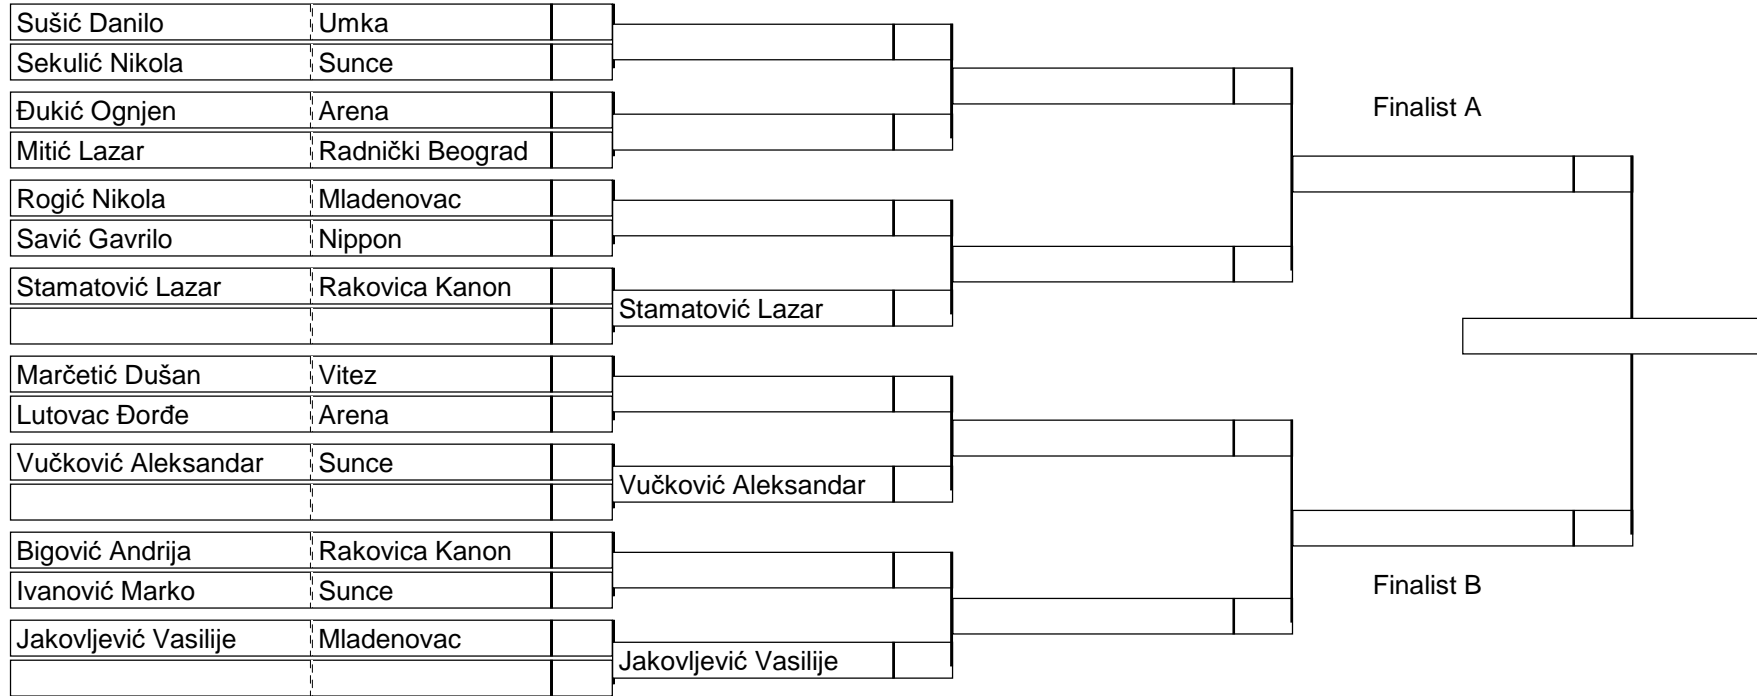 Sušić Danilo Umka
Sekulić Nikola Sunce
Đukić Ognjen Arena
Finalist A
Mitić Lazar Radnički Beograd
Rogić Nikola Mladenovac
Savić Gavrilo Nippon
Stamatović Lazar Rakovica Kanon
Stamatović Lazar
Marčetić Dušan Vitez
Lutovac Đorđe Arena
Vučković Aleksandar Sunce
Vučković Aleksandar
Bigović Andrija Rakovica Kanon
Ivanović Marko Sunce
Finalist B
Jakovljević Vasilije Mladenovac
Jakovljević Vasilije